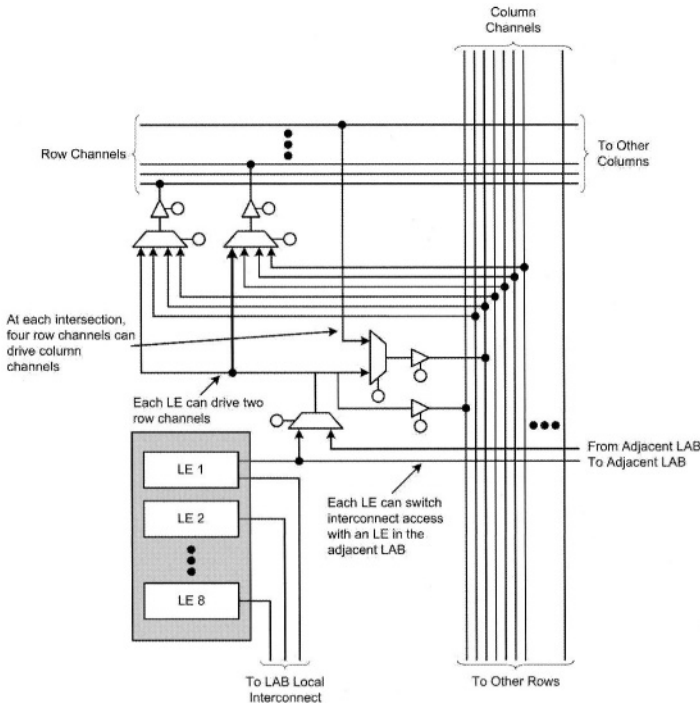 Column
Channels
Row Channels
To Other
Columns
At each intersection,
four row channels can
drive column
channels
Each LE can drive two
row channels
From Adjacent LAB
To Adjacent LAB
LE 1
Each LE can switch
interconnect access
with an LE in the
adjacent LAB
LE 2
LE 8
To LAB Local
Interconnect
To Other Rows